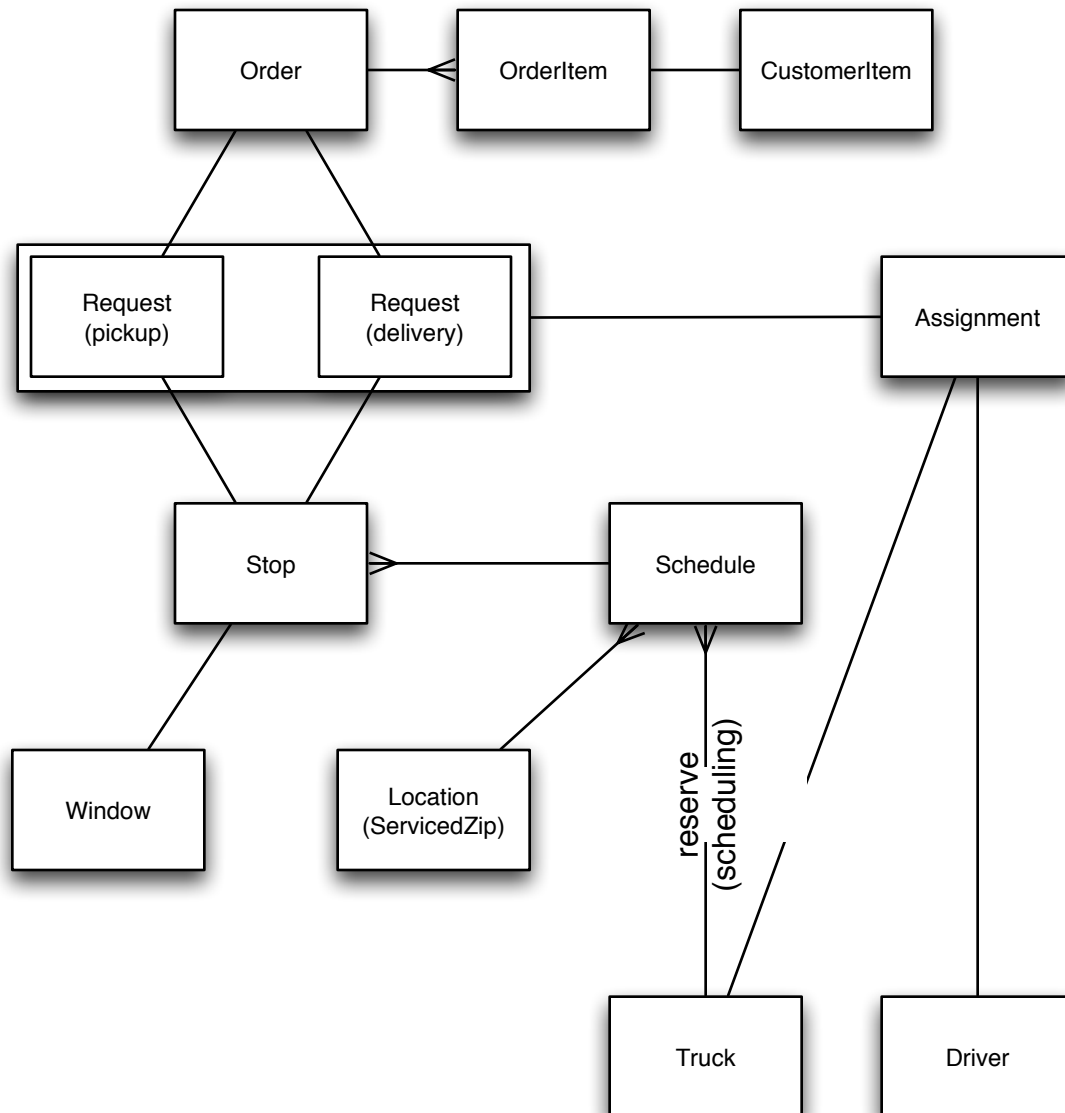 Order
OrderItem
CustomerItem
Request
(pickup)
Request
(delivery)
Assignment
Stop
Schedule
Window
Location
(ServicedZip)
reserve
(scheduling)
Truck
Driver